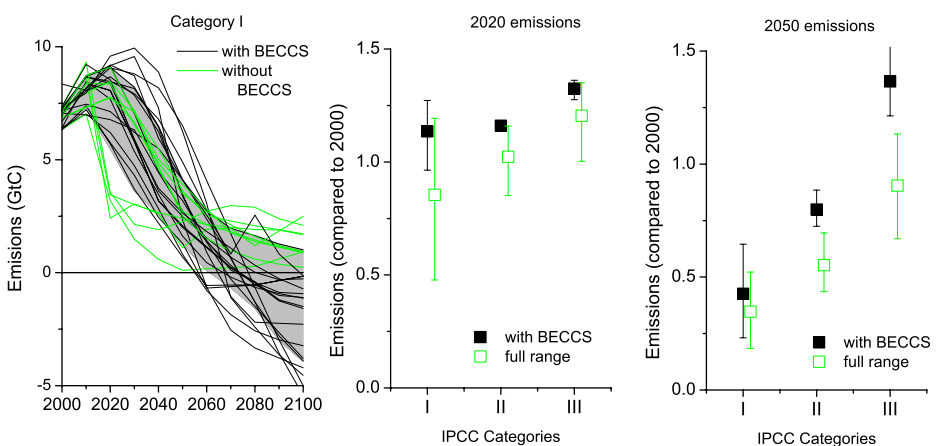 Category I
with BECCS
without
BECCS
Emissions (GtC)
10
5
0
-5
2000 2020 2040 2060 2080 2100
2020 emissions
Emissions (compared to 2000)
1.5
1.0
0.5
0.0
with BECCS
full range
I II III
IPCC Categories
2050 emissions
Emissions (compared to 2000)
1.5
1.0
0.5
0.0
with BECCS
full range
I II III
IPCC Categories